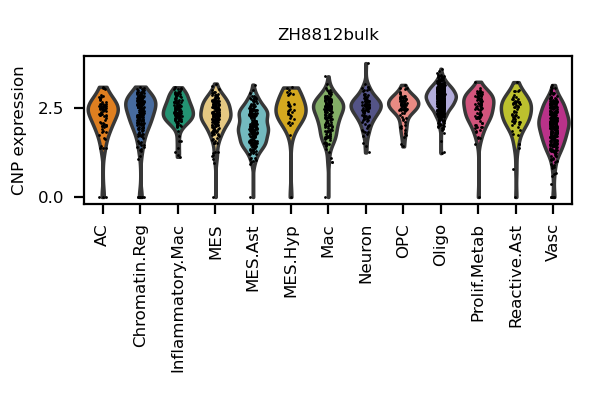 ZH8812bulk
CNP expression
2.5
0.0
AC
Chromatin.Reg
Inflammatory.Mac
MES
MES.Ast
MES.Hyp
Mac
Neuron
OPC
Oligo
Prolif.Metab
Reactive.Ast
Vasc